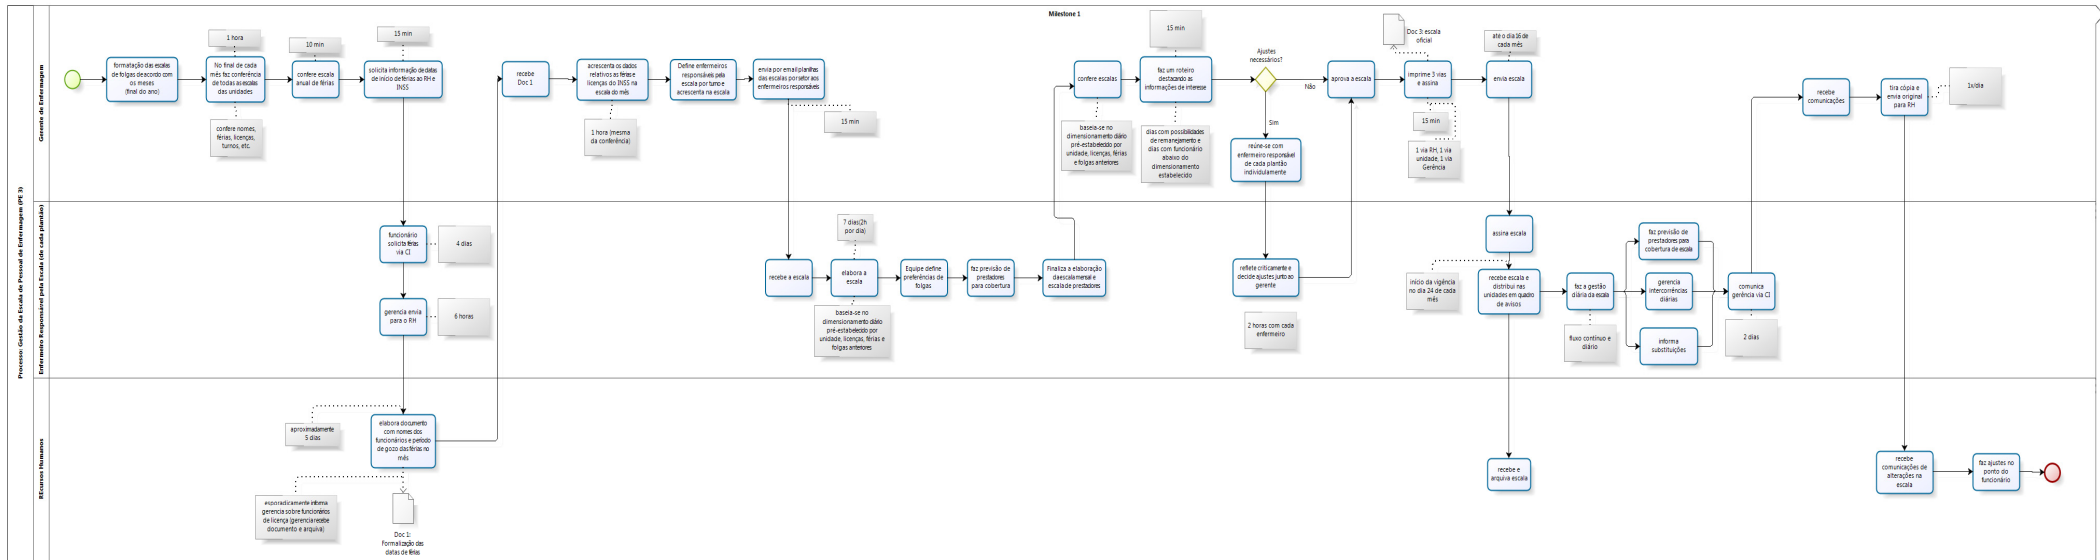 Processo: Gestão da Escala de Pessoal de Enfermagem (PE 3)
Gerente de Enfermagem
Milestone 1
formatação das escalas
de folgas de acordo com
os meses
(final do ano)
1 hora
No final de cada
mês faz conferência
de todas as escalas
das unidades
confere nomes,
férias, licenças,
turnos, etc.
10 min
confere escala
anual de férias
15 min
solicita informação de datas
de início de férias ao RH e
INSS
recebe
Doc 1
acrescenta os dados
relativos as férias e
licenças do INSS na
escala do mês
1 hora (mesma
da conferência)
Define enfermeiros
responsáveis pela
escala por turno e
acrescenta na escala
envia por email planilhas
das escalas por setor aos
enfermeiros responsáveis
15 min
confere escalas
baseia-se no
dimensionamento diário
pré-estabelecido por
unidade, licenças, férias
e folgas anteriores
15 min
faz um roteiro
destacando as
informações de interesse
dias com possibilidades
de remanejamento e
dias com funcionário
abaixo do
dimensionamento
estabelecido
Ajustes
necessários?
Não
Sim
reúne-se com
enfermeiro responsável
de cada plantão
individulamente
aprova a escala
Doc 3: escala
oficial
imprime 3 vias
e assina
15 min
1 via RH, 1 via
unidade, 1 via
Gerência
até o dia 16 de
cada mês
envia escala
recebe
comunicações
tira cópia e
envia original
para RH
1x/dia
Enfermeiro Responsável pela Escala (de cada plantão)
funcionário
solicita férias
via CI
4 dias
gerencia envia
para o RH
6 horas
recebe a escala
7 dias(2h
por dia)
elabora a
escala
baseia-se no
dimensionamento diário
pré-estabelecido por
unidade, licenças, férias e
folgas anteriores
Equipe define
preferências de
folgas
faz previsão de
prestadores
para cobertura
Finaliza a elaboração
da escala mensal e
escala de prestadores
reflete criticamente e
decide ajustes junto ao
gerente
2 horas com cada
enfermeiro
assina escala
início da vigência
no dia 24 de cada
mês
recebe escala e
distribui nas
unidades em quadro
de avisos
faz a gestão
diária da escala
fluxo contínuo e
diário
faz previsão de
prestadores para
cobertura de escala
gerencia
intercorrências
diárias
informa
substituições
comunica
gerência via CI
2 dias
REcursos Humanos
aproximadamente
5 dias
elabora documento
com nomes dos
funcionários e período
de gozo das férias no
mês
esporadicamente informa
gerencia sobre funcionários
de licença (gerencia recebe
documento e arquiva)
Doc 1:
Formalização das
datas de férias
recebe e
arquiva escala
recebe
comunicações de
alterações na
escala
faz ajustes no
ponto do
funcionário